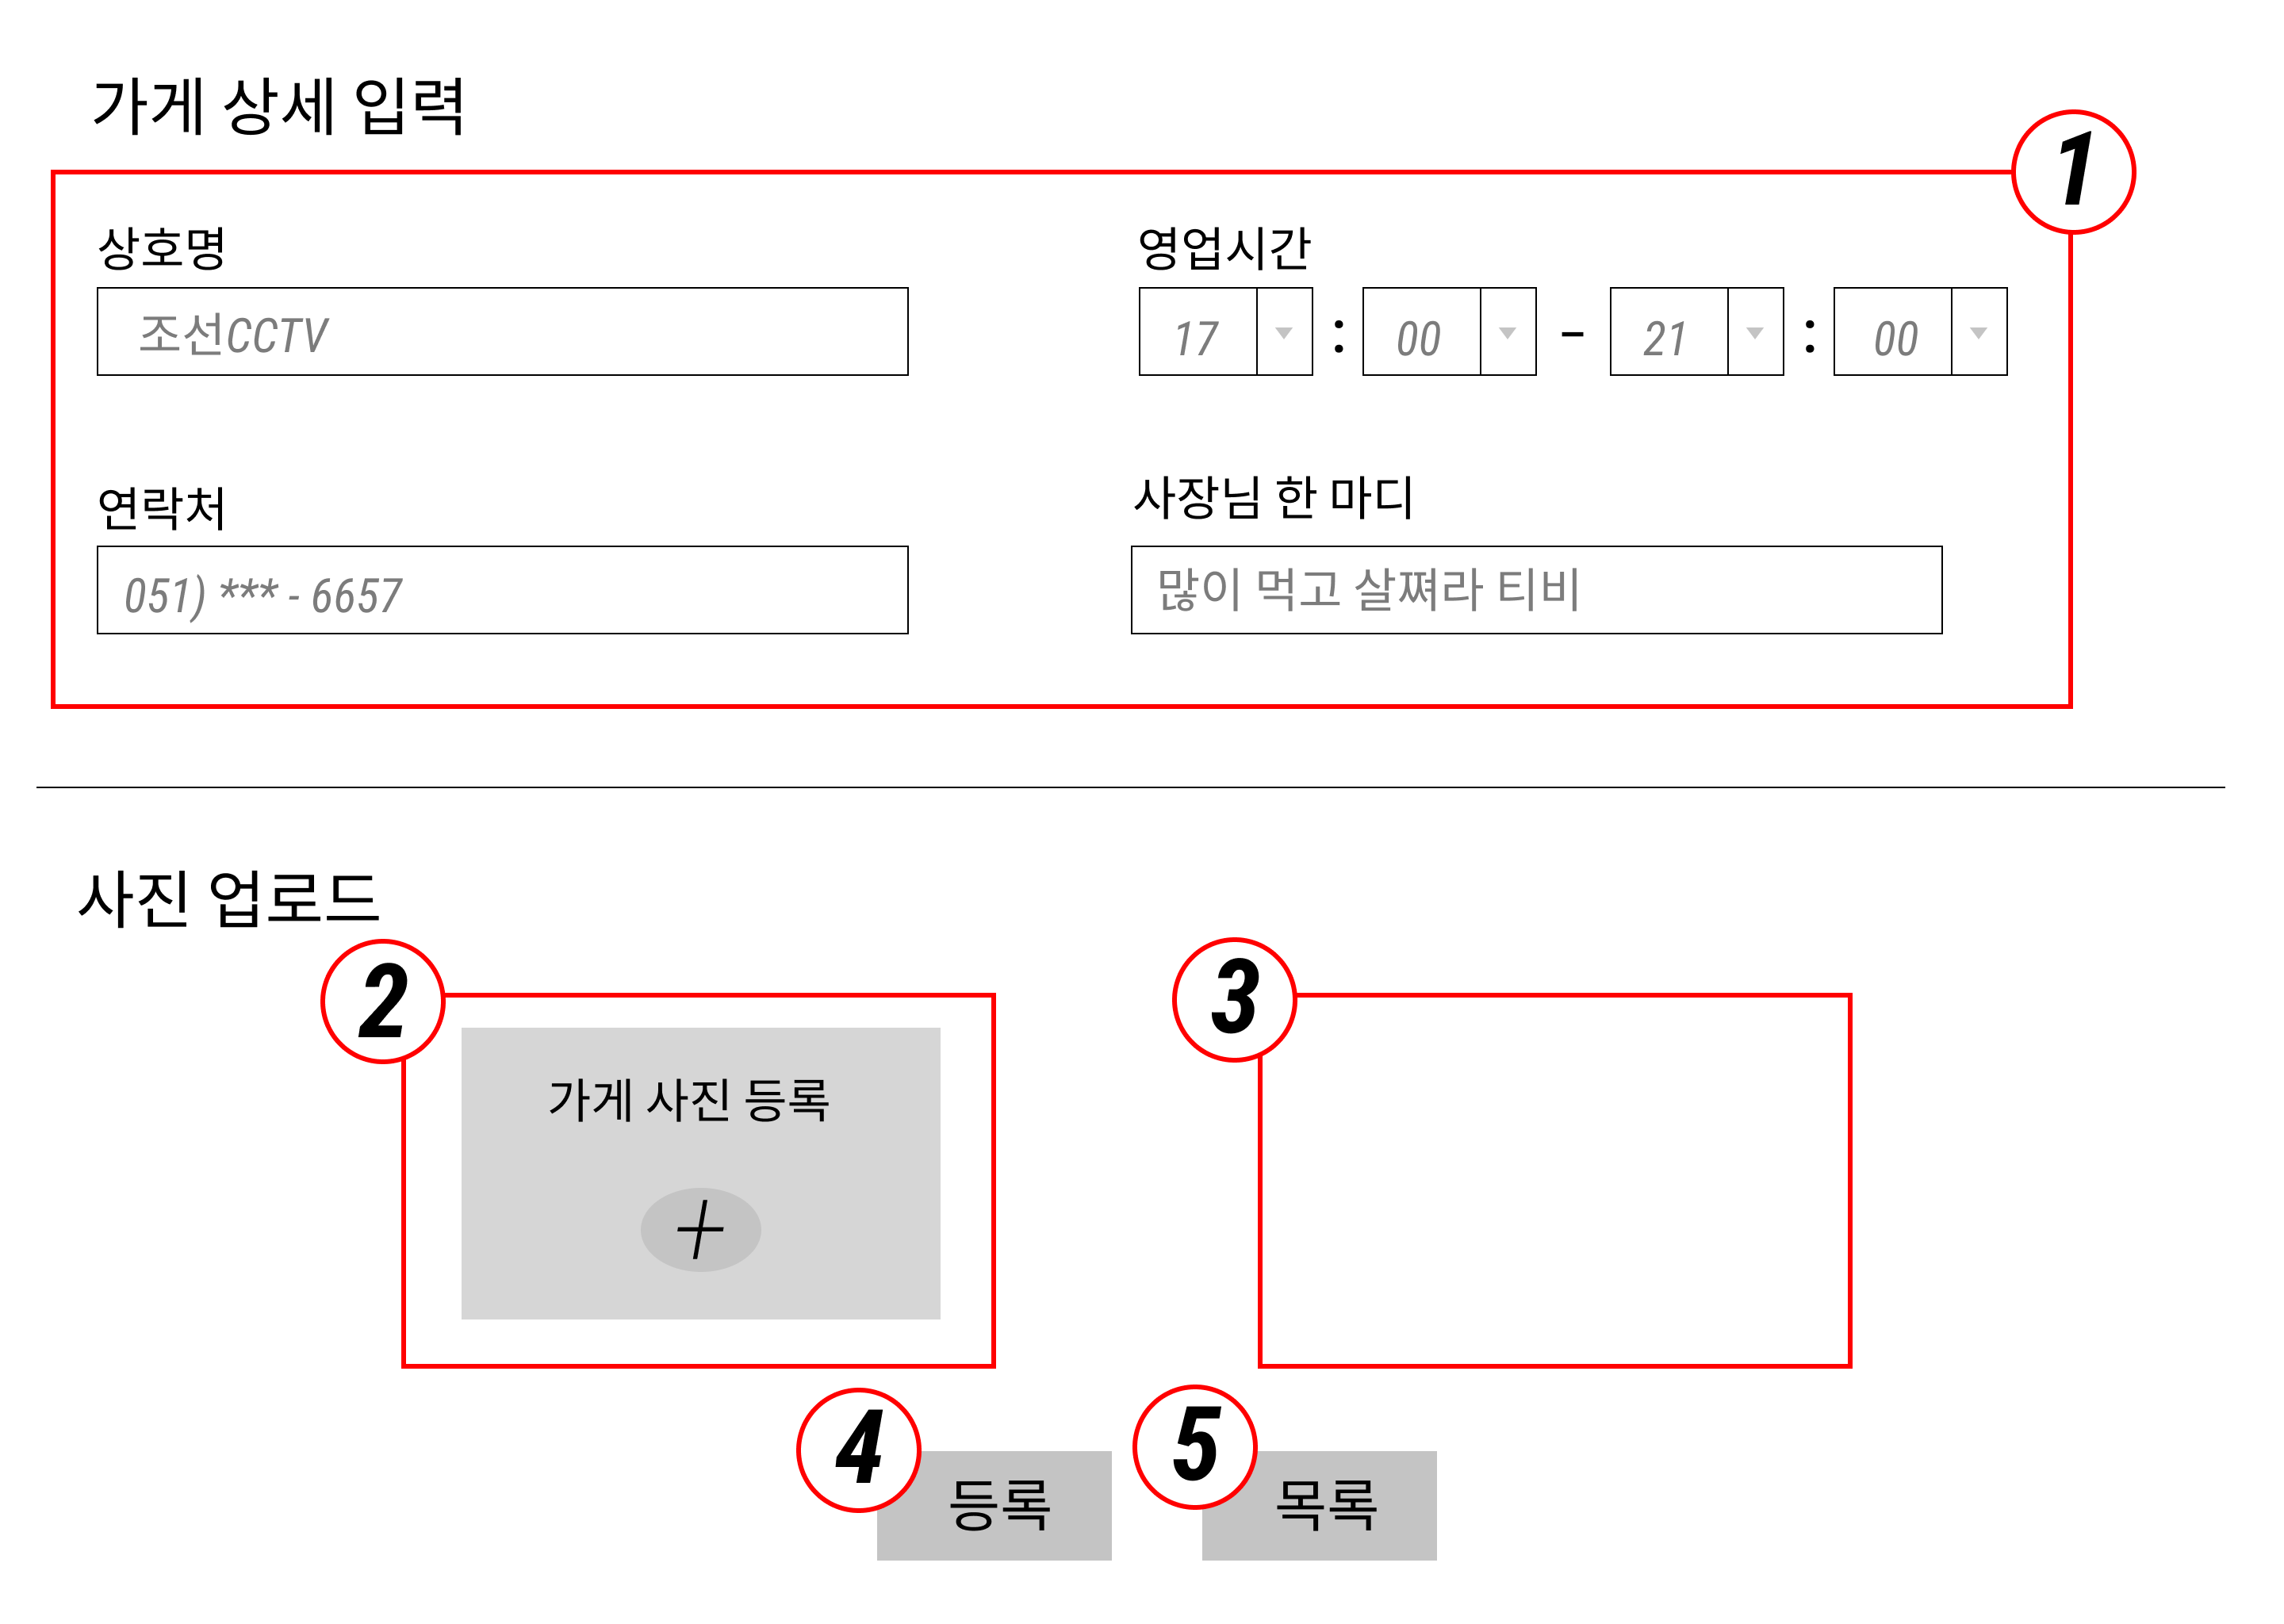 가게 상세 입력
1
상호명
조선CCTV
영업시간
17 : 00 - 21 : 00
연락처
051) *** - 6657
사장님 한 마디
많이 먹고 살쪄라 티비
사진 업로드
2
가게 사진 등록
+
3
4
등록
5
목록